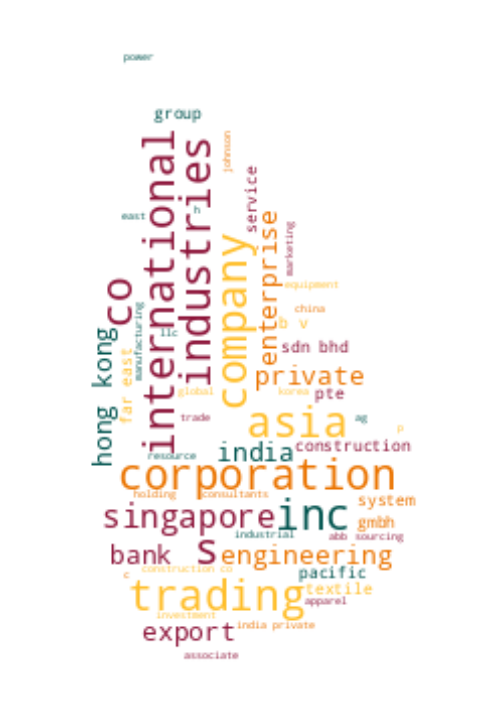 power
group
johnson
international
industries
service
h
east
enterprise
marketing
company
co
equipment
manufacturing
china
b v
llc
hong kong
far east
sdn bhd
private
global
korea
pte
asia
trade
ag
p
india
construction
resource
corporation
holding
consultants
system
singapore
inc
gmbh
industrial
abb
sourcing
s
bank
engineering
construction co
pacific
c
trading
textile
apparel
investment
export
india private
associate